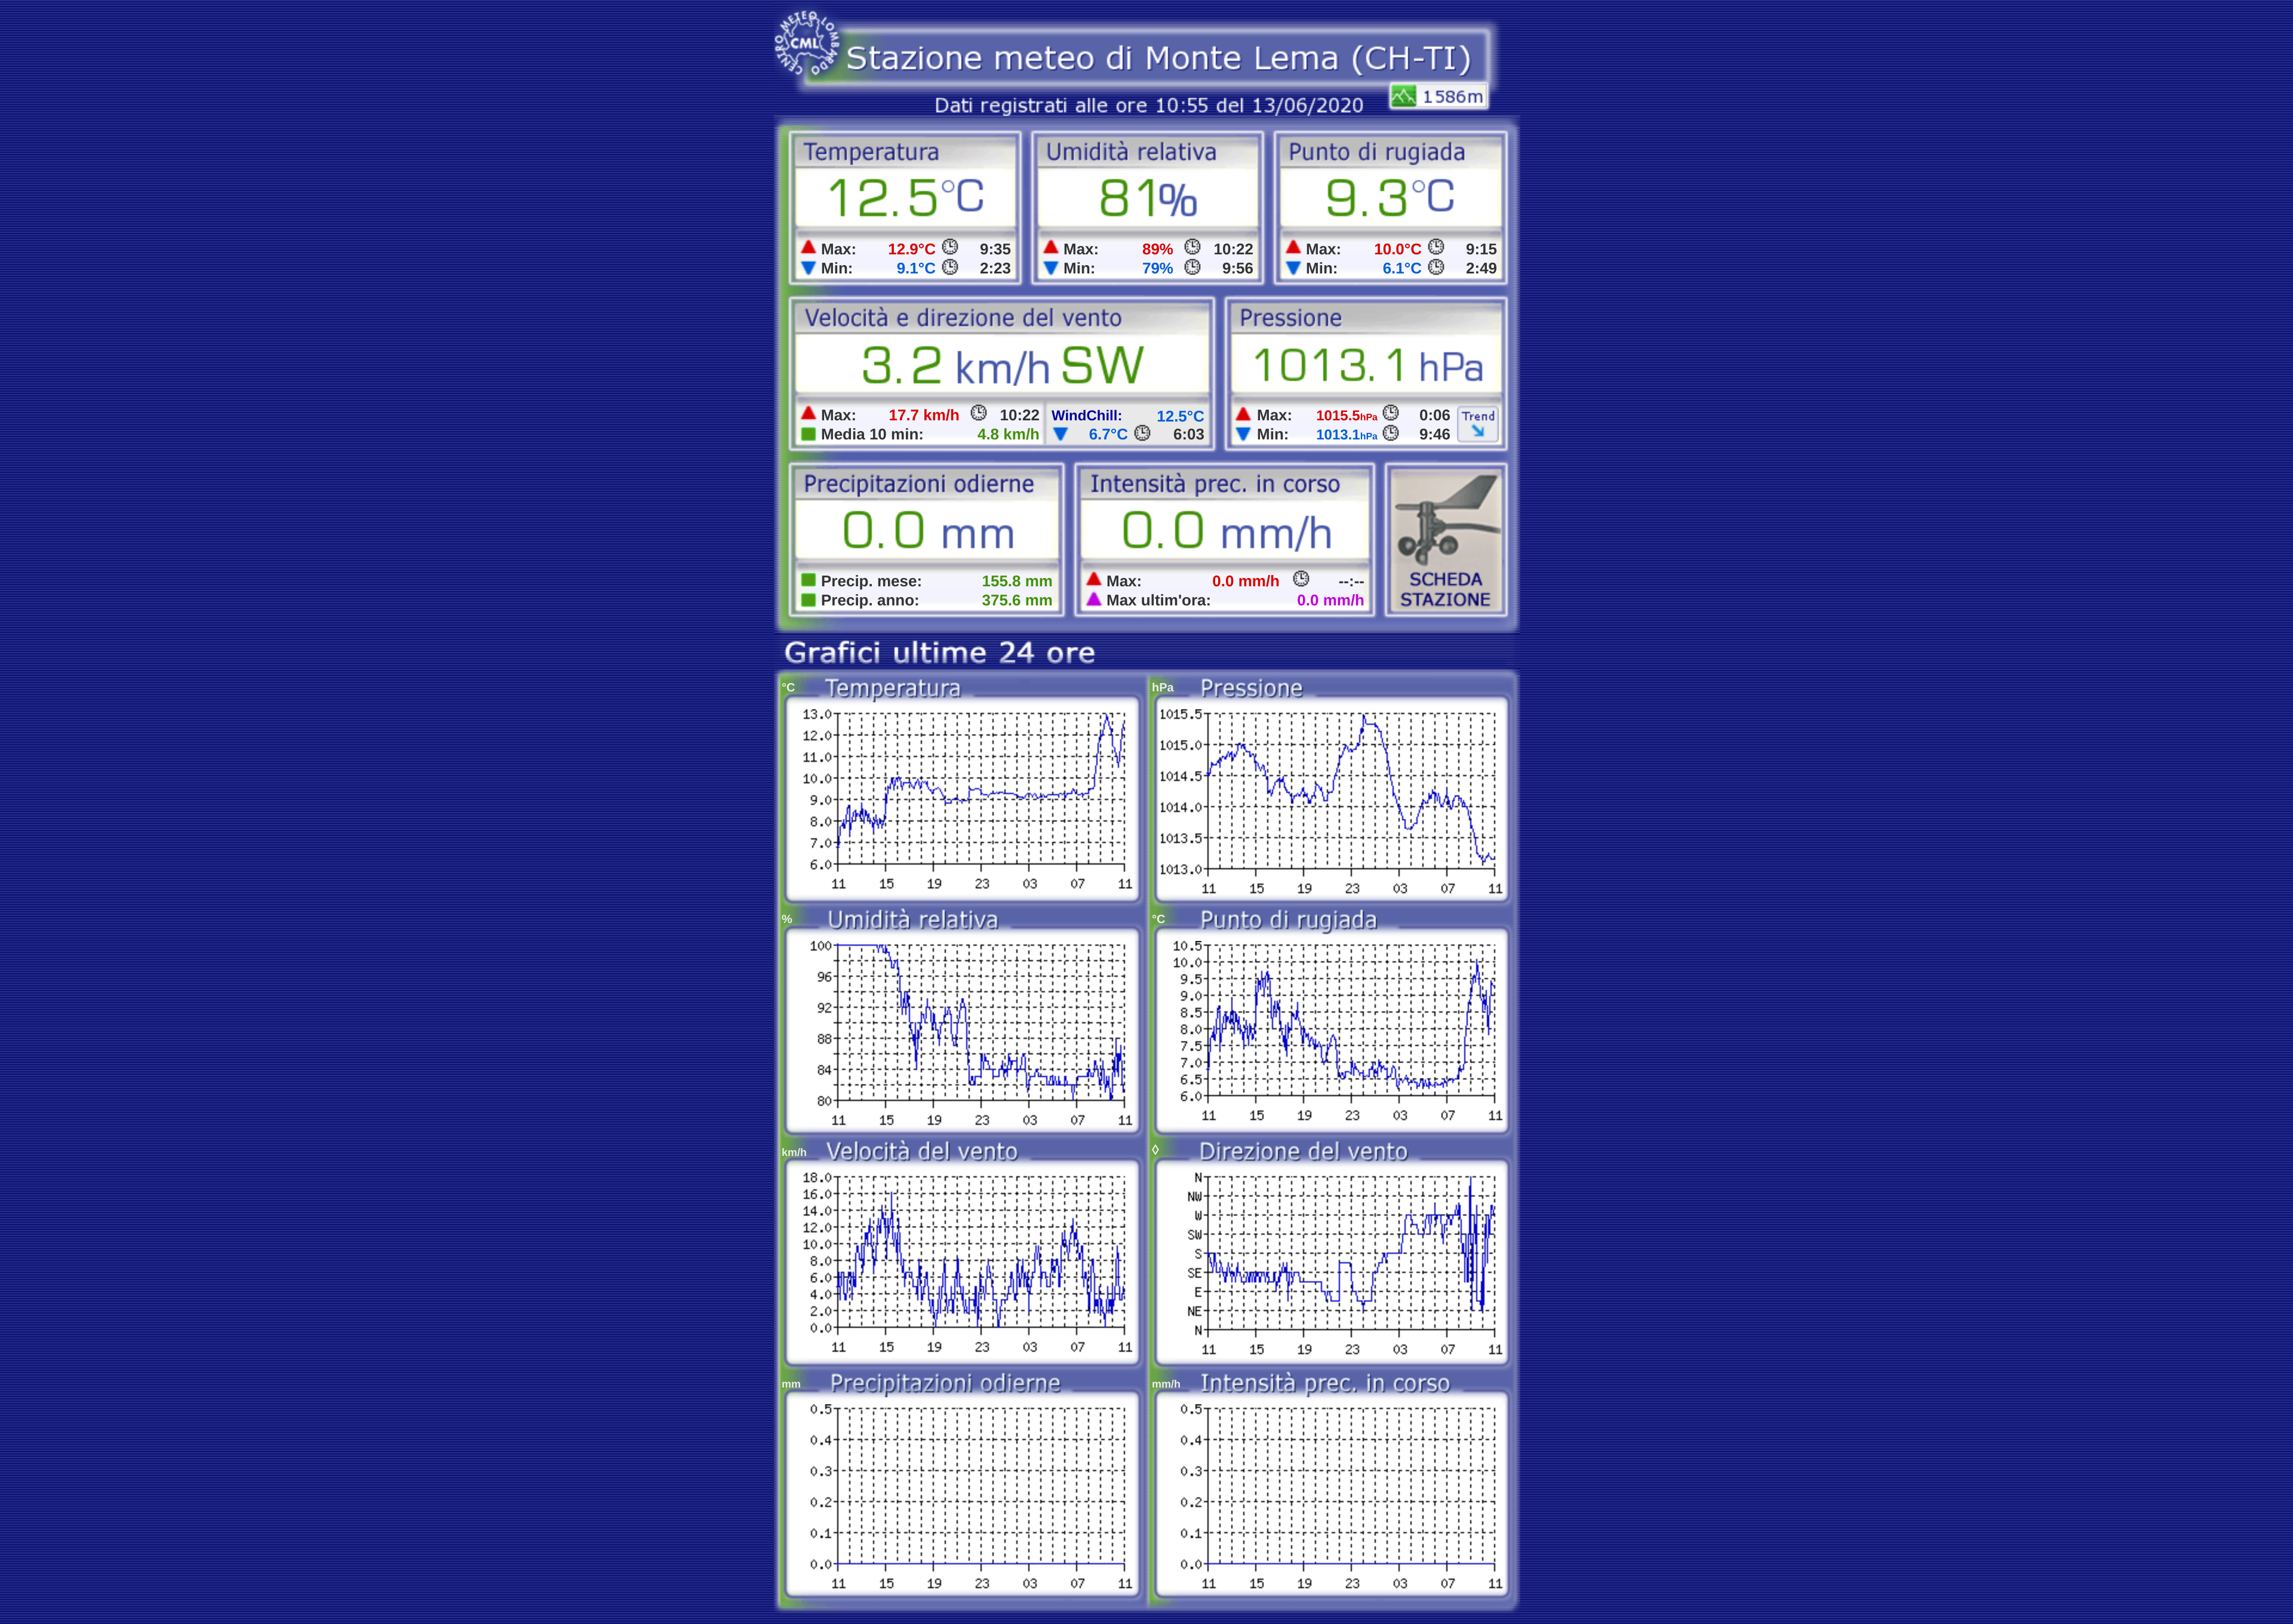 CENTRO METEO LOMBARDO
CML
Stazione meteo di Monte Lema (CH-TI)
1586m
Dati registrati alle ore 10:55 del 13/06/2020
Temperatura
12.5°C
Max: 12.9°C 9:35
Min: 9.1°C 2:23
Umidità relativa
81%
Max: 89% 10:22
Min: 79% 9:56
Punto di rugiada
9.3°C
Max: 10.0°C 9:15
Min: 6.1°C 2:49
Velocità e direzione del vento
3.2 km/h SW
Max: 17.7 km/h 10:22
Media 10 min: 4.8 km/h
WindChill: 12.5°C
6.7°C 6:03
Pressione
1013.1 hPa
Max: 1015.5hPa 0:06
Min: 1013.1hPa 9:46
Trend
Precipitazioni odierne
0.0 mm
Precip. mese: 155.8 mm
Precip. anno: 375.6 mm
Intensità prec. in corso
0.0 mm/h
Max: 0.0 mm/h --:--
Max ultim'ora: 0.0 mm/h
SCHEDA
STAZIONE
Grafici ultime 24 ore
°C Temperatura
13.0
12.0
11.0
10.0
9.0
8.0
7.0
6.0
11 15 19 23 03 07 11
hPa Pressione
1015.5
1015.0
1014.5
1014.0
1013.5
1013.0
11 15 19 23 03 07 11
% Umidità relativa
100
96
92
88
84
80
11 15 19 23 03 07 11
°C Punto di rugiada
10.5
10.0
9.5
9.0
8.5
8.0
7.5
7.0
6.5
6.0
11 15 19 23 03 07 11
km/h Velocità del vento
18.0
16.0
14.0
12.0
10.0
8.0
6.0
4.0
2.0
0.0
11 15 19 23 03 07 11
◊ Direzione del vento
N
NW
W
SW
S
SE
E
NE
N
11 15 19 23 03 07 11
mm Precipitazioni odierne
0.5
0.4
0.3
0.2
0.1
0.0
11 15 19 23 03 07 11
mm/h Intensità prec. in corso
0.5
0.4
0.3
0.2
0.1
0.0
11 15 19 23 03 07 11